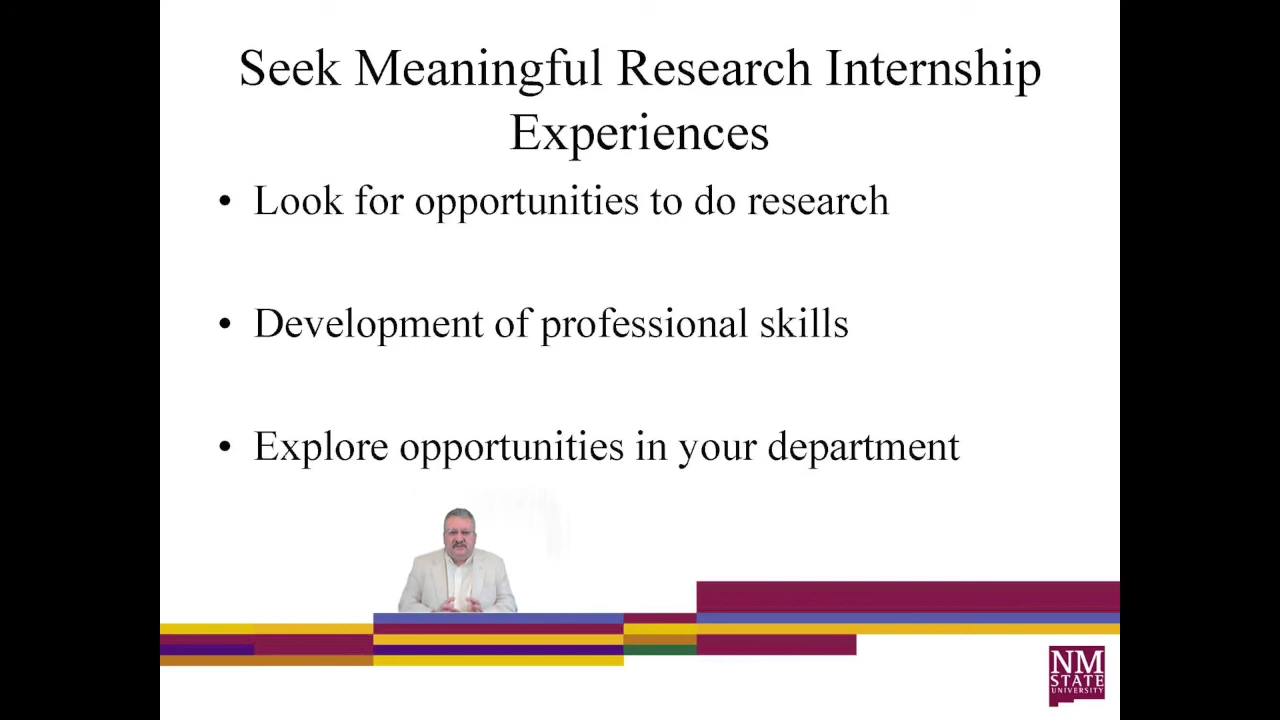 Seek Meaningful Research Internship
Experiences
• Look for opportunities to do research
• Development of professional skills
• Explore opportunities in your department
NM
STATE
UNIVERSITY